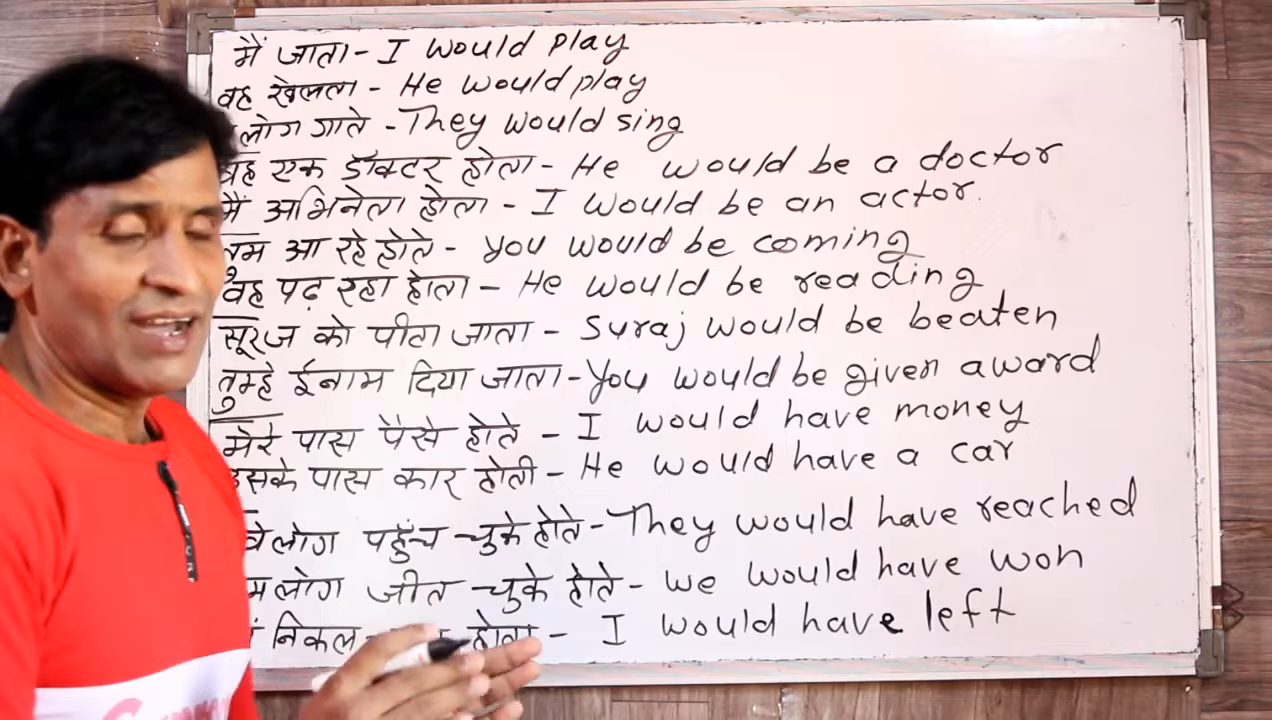 मैं जाता - I would play
वह खेलता - He would play
लोग गाते - They would sing
वह एक डॉक्टर होता - He would be a doctor
मैं अभिनेता होता - I would be an actor.
तुम आ रहे होते - you would be coming
वह पढ़ रहा होता - He would be reading
सूरज को पीटा जाता - Suraj would be beaten
तुम्हे ईनाम दिया जाता - You would be given award
मेरे पास पैसे होते - I would have money
उसके पास कार होती - He would have a car
वे लोग पहुँच चुके होते - They would have reached
लोग जीत चुके होते - we would have won
निकल होता - I would have left